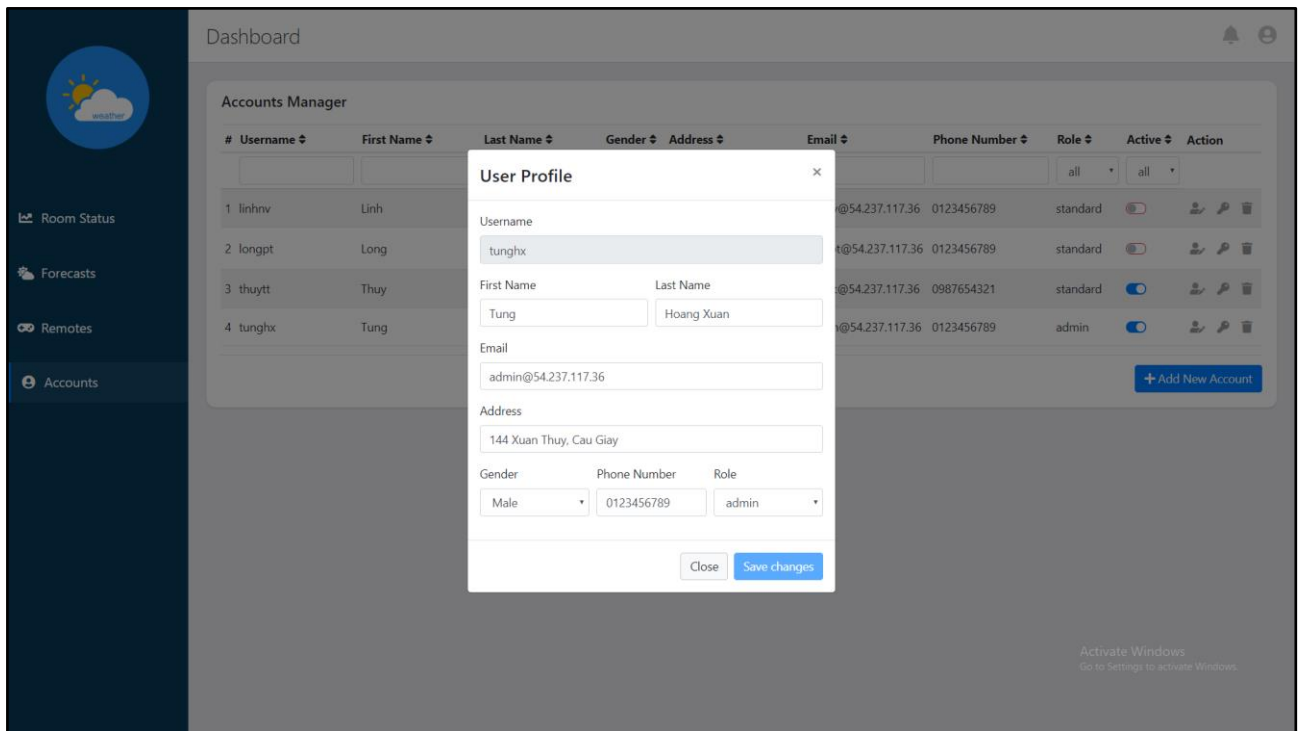 Dashboard
weather
Room Status
Forecasts
Remotes
Accounts
Accounts Manager
# Username First Name Last Name Gender Address Email Phone Number Role Active Action
all all
1 linhnv Linh @54.237.117.36 0123456789 standard
2 longpt Long t@54.237.117.36 0123456789 standard
3 thuytt Thuy @54.237.117.36 0987654321 standard
4 tunghx Tung @54.237.117.36 0123456789 admin
+ Add New Account
User Profile ×
Username
tunghx
First Name Last Name
Tung Hoang Xuan
Email
admin@54.237.117.36
Address
144 Xuan Thuy, Cau Giay
Gender Phone Number Role
Male 0123456789 admin
Close Save changes
Activate Windows
Go to Settings to activate Windows.